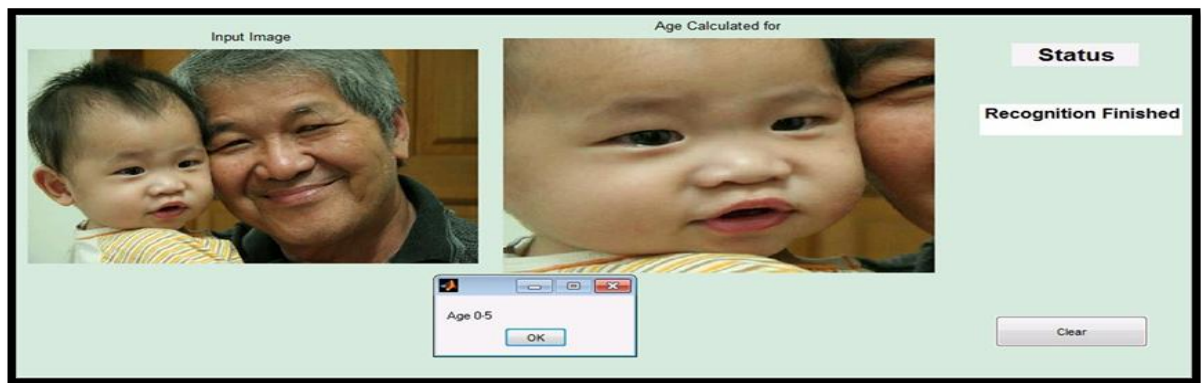 Input Image
Age Calculated for
Status
Recognition Finished
Age 0-5
OK
Clear